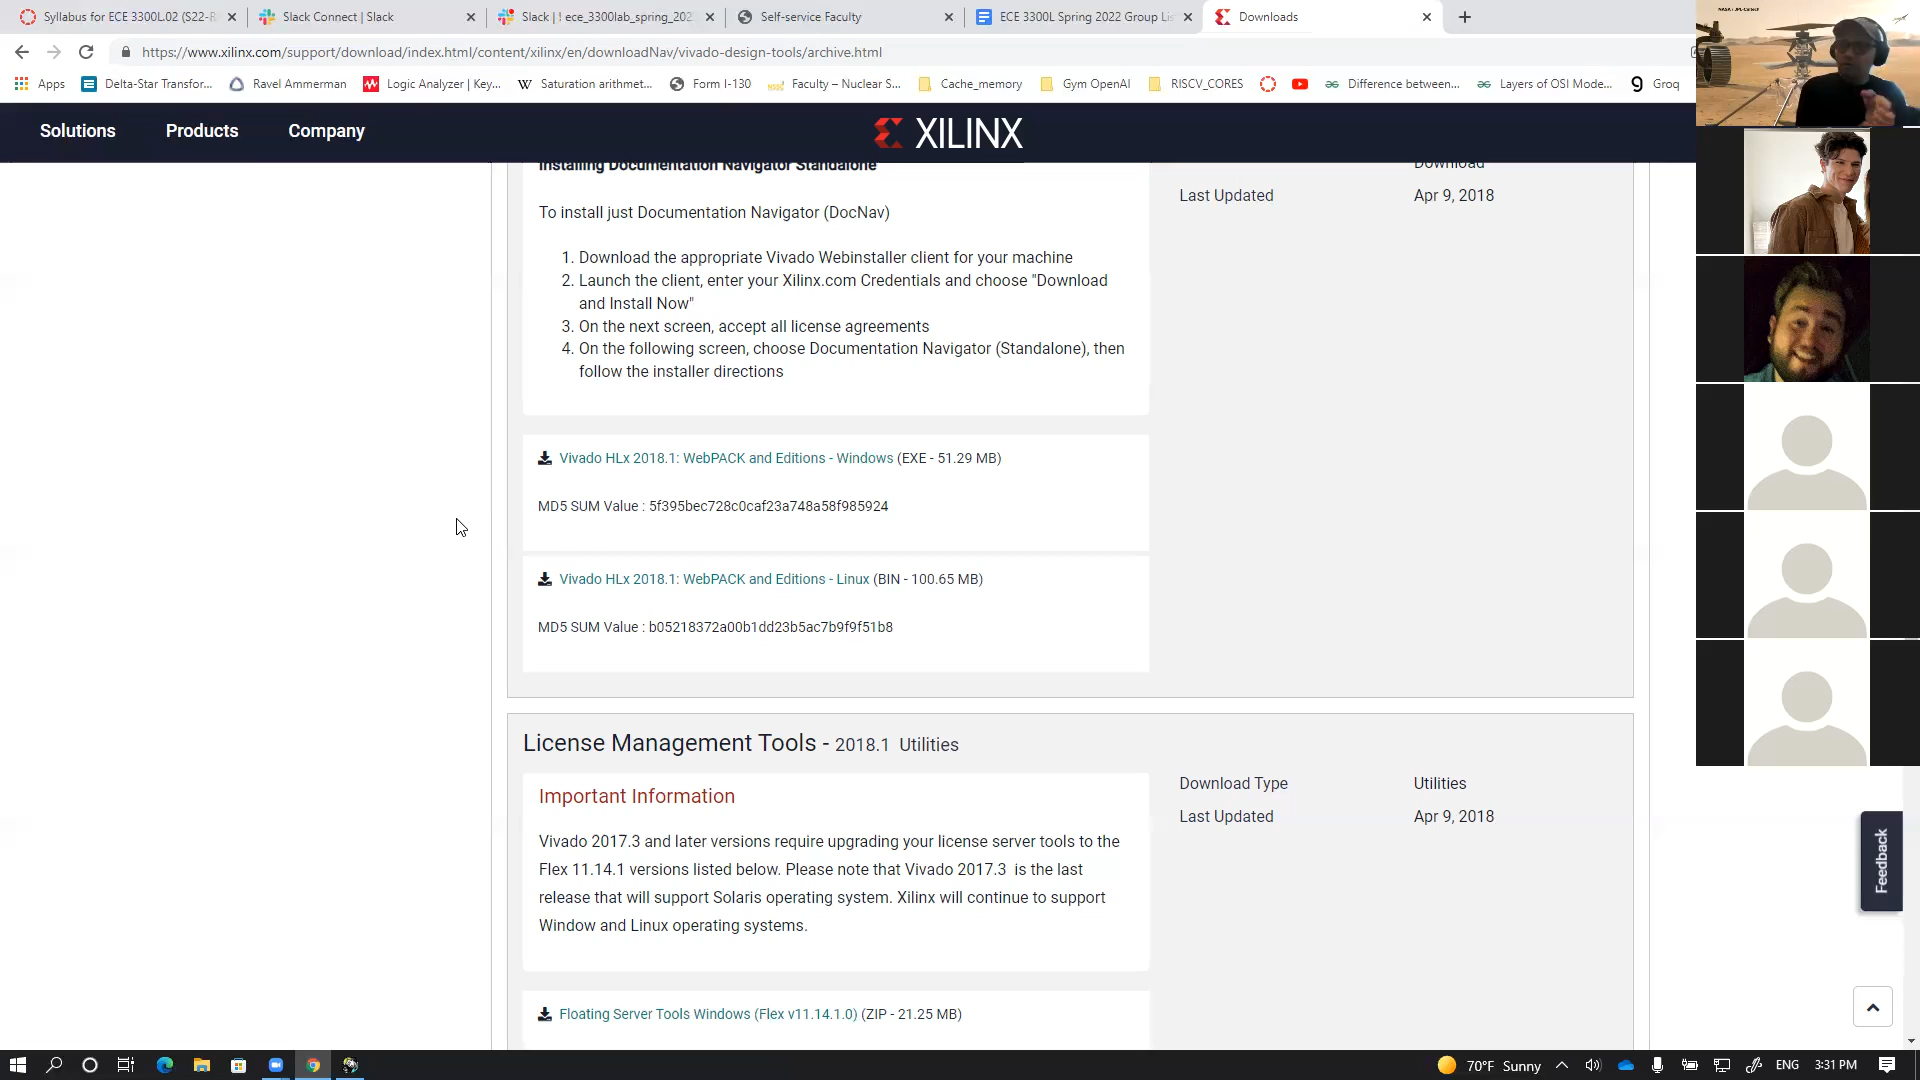 Syllabus for ECE 3300L.02 (S22-R
Slack Connect | Slack
Slack | ! ece_3300lab_spring_202
Self-service Faculty
ECE 3300L Spring 2022 Group Lis
Downloads
https://www.xilinx.com/support/download/index.html/content/xilinx/en/downloadNav/vivado-design-tools/archive.html
Apps
Delta-Star Transfor...
Ravel Ammerman
Logic Analyzer | Key...
Saturation arithmet...
Form I-130
Faculty – Nuclear S...
Cache_memory
Gym OpenAI
RISCV_CORES
Difference between...
Layers of OSI Mode...
Groq
Solutions
Products
Company
XILINX
Installing Documentation Navigator Standalone
Download
Last Updated
Apr 9, 2018
To install just Documentation Navigator (DocNav)
1. Download the appropriate Vivado Webinstaller client for your machine
2. Launch the client, enter your Xilinx.com Credentials and choose "Download
and Install Now"
3. On the next screen, accept all license agreements
4. On the following screen, choose Documentation Navigator (Standalone), then
follow the installer directions
Vivado HLx 2018.1: WebPACK and Editions - Windows (EXE - 51.29 MB)
MD5 SUM Value : 5f395bec728c0caf23a748a58f985924
Vivado HLx 2018.1: WebPACK and Editions - Linux (BIN - 100.65 MB)
MD5 SUM Value : b05218372a00b1dd23b5ac7b9f9f51b8
License Management Tools - 2018.1 Utilities
Important Information
Download Type
Utilities
Last Updated
Apr 9, 2018
Vivado 2017.3 and later versions require upgrading your license server tools to the
Flex 11.14.1 versions listed below. Please note that Vivado 2017.3 is the last
release that will support Solaris operating system. Xilinx will continue to support
Window and Linux operating systems.
Floating Server Tools Windows (Flex v11.14.1.0) (ZIP - 21.25 MB)
Feedback
NASA / JPL-Caltech
70°F Sunny
ENG
3:31 PM